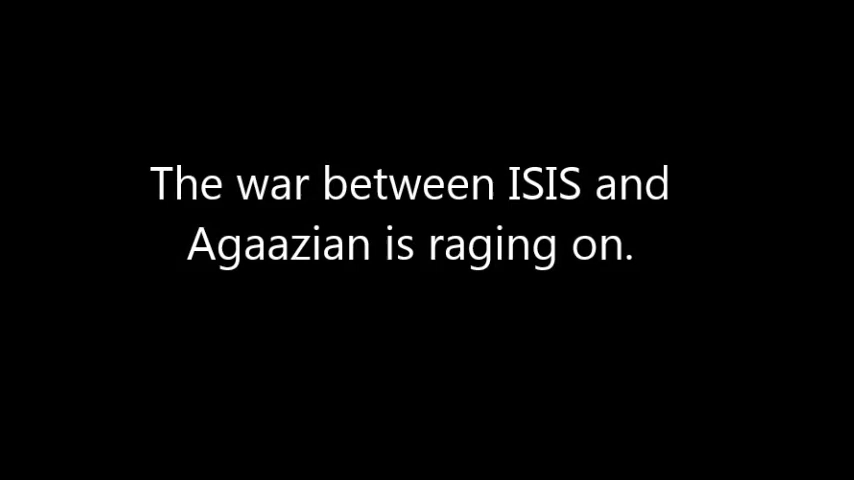 The war between ISIS and
Agaazian is raging on.